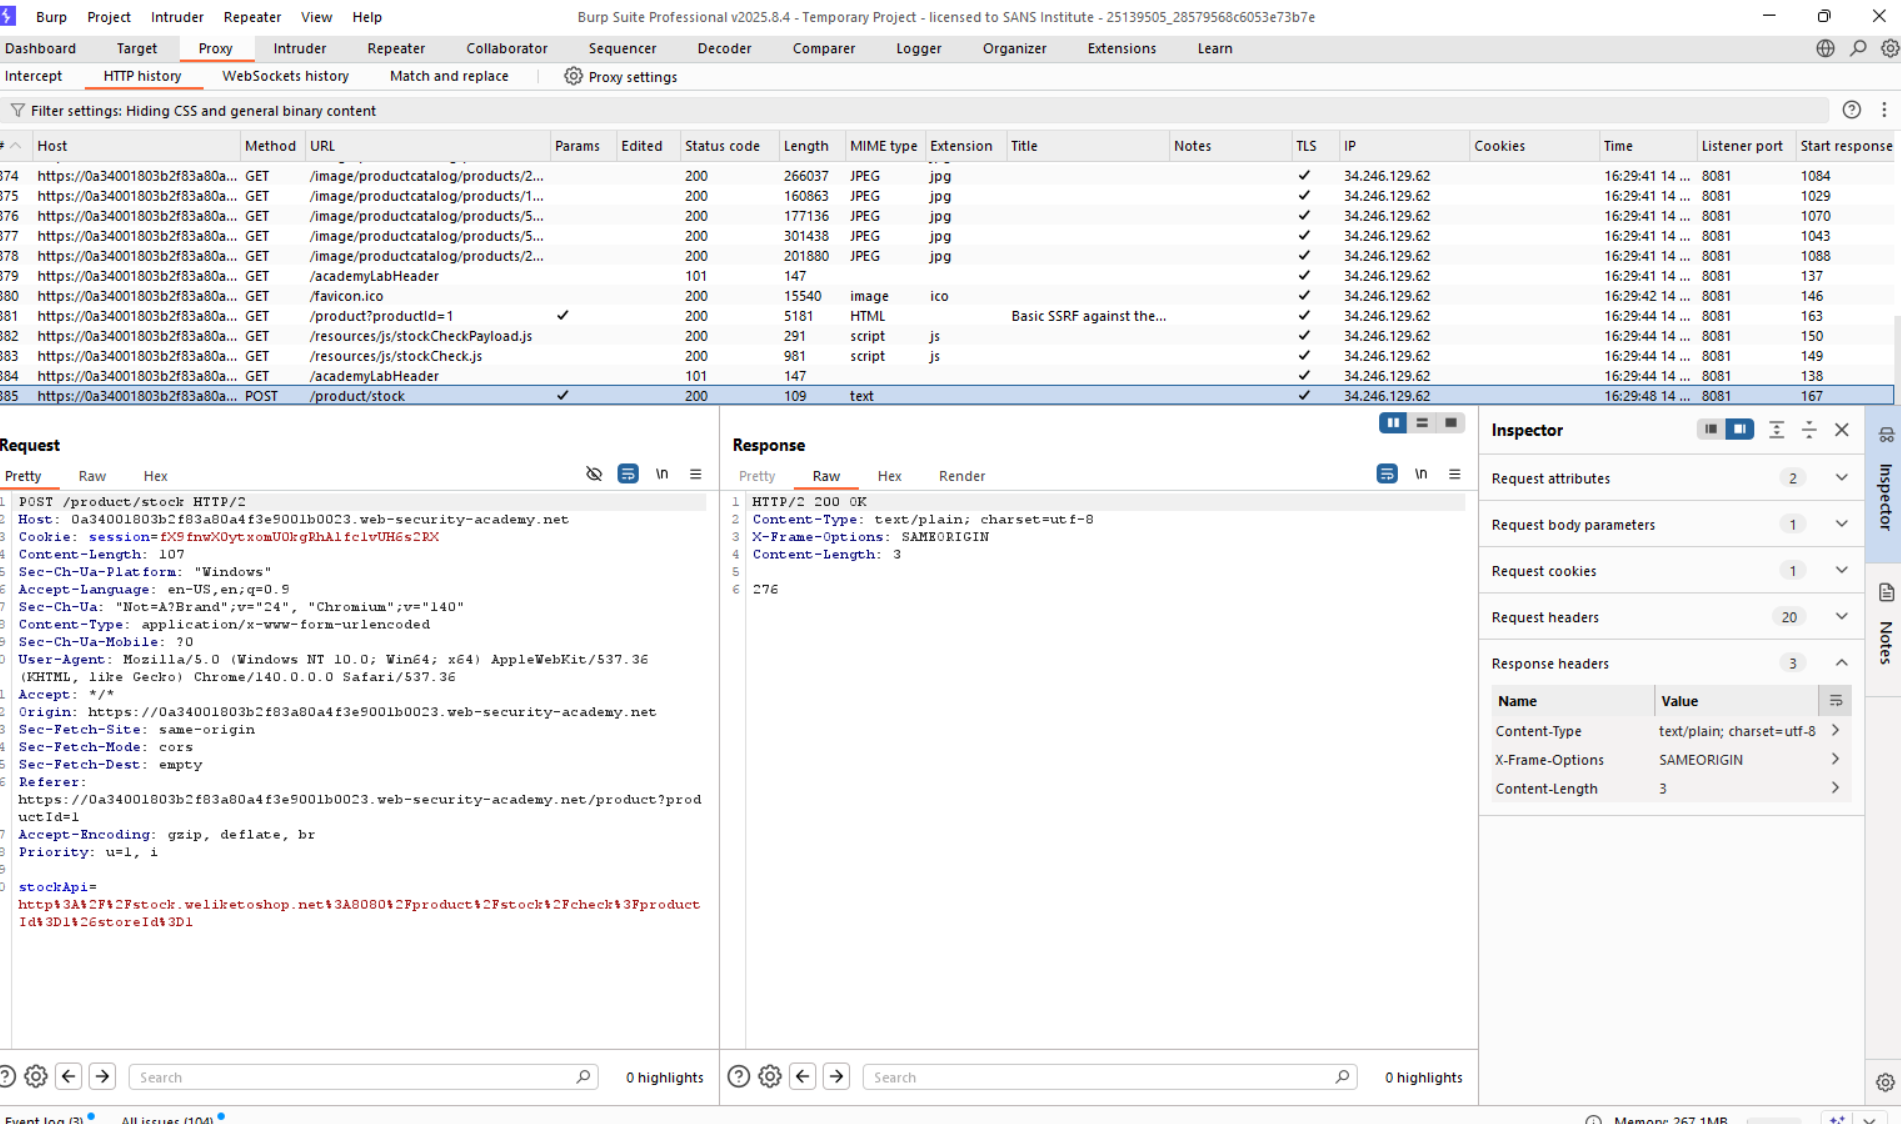 Burp Project Intruder Repeater View Help Burp Suite Professional v2025.8.4 - Temporary Project - licensed to SANS Institute - 25139505_28579568c6053e73b7e
Dashboard Target Proxy Intruder Repeater Collaborator Sequencer Decoder Comparer Logger Organizer Extensions Learn
Intercept HTTP history WebSockets history Match and replace Proxy settings
Filter settings: Hiding CSS and general binary content
# Host Method URL Params Edited Status code Length MIME type Extension Title Notes TLS IP Cookies Time Listener port Start response
374 https://0a34001803b2f83a80a... GET /image/productcatalog/products/2... 200 266037 JPEG jpg ✓ 34.246.129.62 16:29:41 14 ... 8081 1084
375 https://0a34001803b2f83a80a... GET /image/productcatalog/products/1... 200 160863 JPEG jpg ✓ 34.246.129.62 16:29:41 14 ... 8081 1029
376 https://0a34001803b2f83a80a... GET /image/productcatalog/products/5... 200 177136 JPEG jpg ✓ 34.246.129.62 16:29:41 14 ... 8081 1070
377 https://0a34001803b2f83a80a... GET /image/productcatalog/products/5... 200 301438 JPEG jpg ✓ 34.246.129.62 16:29:41 14 ... 8081 1043
378 https://0a34001803b2f83a80a... GET /image/productcatalog/products/2... 200 201880 JPEG jpg ✓ 34.246.129.62 16:29:41 14 ... 8081 1088
379 https://0a34001803b2f83a80a... GET /academyLabHeader 101 147 ✓ 34.246.129.62 16:29:41 14 ... 8081 137
380 https://0a34001803b2f83a80a... GET /favicon.ico 200 15540 image ico ✓ 34.246.129.62 16:29:42 14 ... 8081 146
381 https://0a34001803b2f83a80a... GET /product?productId=1 ✓ 200 5181 HTML Basic SSRF against the... ✓ 34.246.129.62 16:29:44 14 ... 8081 163
382 https://0a34001803b2f83a80a... GET /resources/js/stockCheckPayload.js 200 291 script js ✓ 34.246.129.62 16:29:44 14 ... 8081 150
383 https://0a34001803b2f83a80a... GET /resources/js/stockCheck.js 200 981 script js ✓ 34.246.129.62 16:29:44 14 ... 8081 149
384 https://0a34001803b2f83a80a... GET /academyLabHeader 101 147 ✓ 34.246.129.62 16:29:44 14 ... 8081 138
385 https://0a34001803b2f83a80a... POST /product/stock ✓ 200 109 text ✓ 34.246.129.62 16:29:48 14 ... 8081 167
Request
Pretty Raw Hex \n
1 POST /product/stock HTTP/2
2 Host: 0a34001803b2f83a80a4f3e9001b0023.web-security-academy.net
3 Cookie: session=
4 Content-Length: 107
5 Sec-Ch-Ua-Platform: "Windows"
6 Accept-Language: en-US,en;q=0.9
7 Sec-Ch-Ua: "Not=A?Brand";v="24", "Chromium";v="140"
8 Content-Type: application/x-www-form-urlencoded
9 Sec-Ch-Ua-Mobile: ?0
0 User-Agent: Mozilla/5.0 (Windows NT 10.0; Win64; x64) AppleWebKit/537.36
(KHTML, like Gecko) Chrome/140.0.0.0 Safari/537.36
1 Accept: */*
2 Origin: https://0a34001803b2f83a80a4f3e9001b0023.web-security-academy.net
3 Sec-Fetch-Site: same-origin
4 Sec-Fetch-Mode: cors
5 Sec-Fetch-Dest: empty
6 Referer:
https://0a34001803b2f83a80a4f3e9001b0023.web-security-academy.net/product?prod
uctId=1
7 Accept-Encoding: gzip, deflate, br
8 Priority: u=1, i
9
0 stockApi=
http%3A%2F%2Fstock.weliketoshop.net%3A8080%2Fproduct%2Fstock%2Fcheck%3Fproduct
Id%3D1%26storeId%3D1
Search 0 highlights
Response
Pretty Raw Hex Render \n
1 HTTP/2 200 OK
2 Content-Type: text/plain; charset=utf-8
3 X-Frame-Options: SAMEORIGIN
4 Content-Length: 3
5
6 276
Search 0 highlights
Inspector
Request attributes 2
Request body parameters 1
Request cookies 1
Request headers 20
Response headers 3
Name Value
Content-Type text/plain; charset=utf-8
X-Frame-Options SAMEORIGIN
Content-Length 3
Inspector
Notes
Event log (3) All issues (104) Memory: 267.1MB